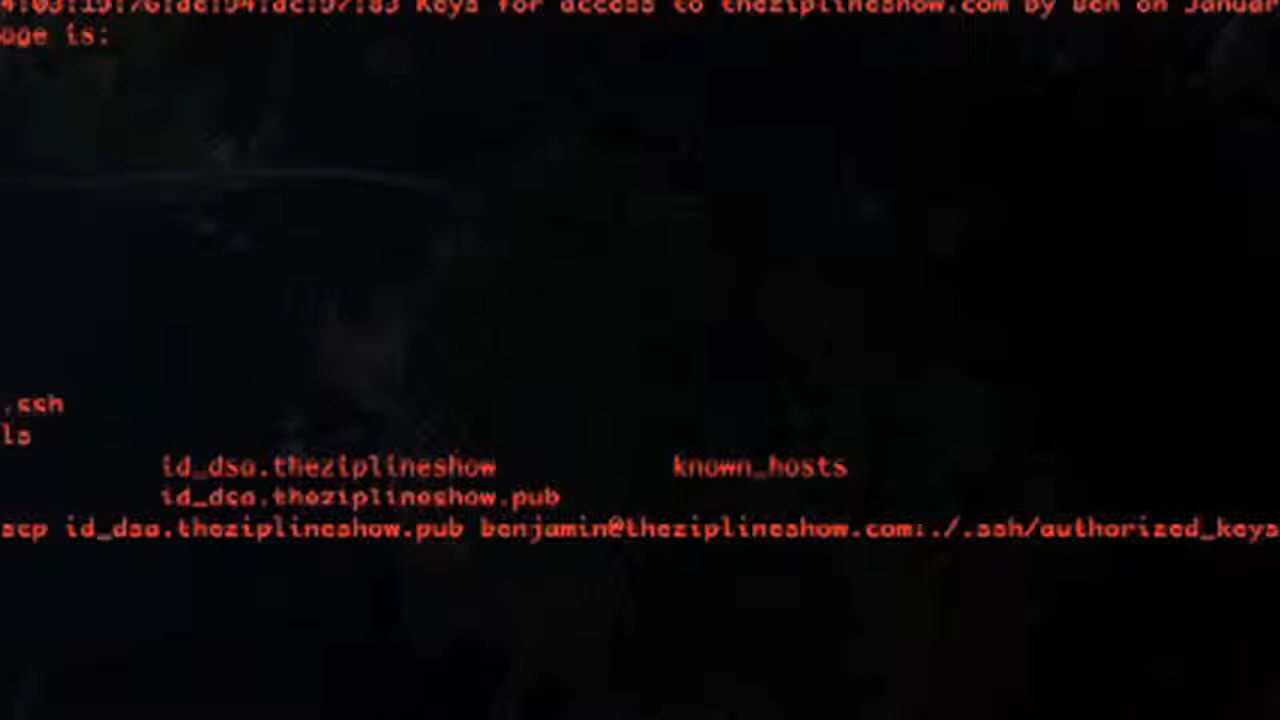 Keys for access to theziplineshow.com by Ben on Januar
age is:
.ssh
ls
id_dsa.theziplineshow known_hosts
id_dsa.theziplineshow.pub
scp id_dsa.theziplineshow.pub benjamin@theziplineshow.com:./.ssh/authorized_keys